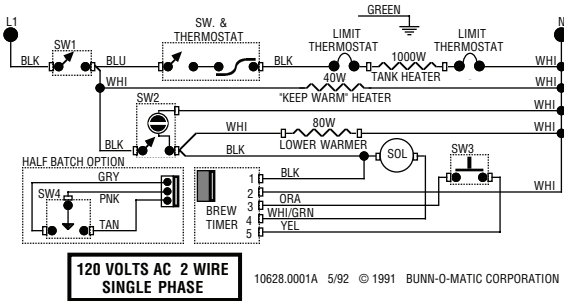 GREEN
L1
SW. &
THERMOSTAT
LIMIT
THERMOSTAT
LIMIT
THERMOSTAT
N
SW1
1000W
BLK
BLU
BLK
TANK HEATER
WHI
WHI
40W
WHI
"KEEP WARM" HEATER
SW2
WHI
WHI
80W
WHI
LOWER WARMER
BLK
BLK
SOL
SW3
HALF BATCH OPTION
GRY
SW4
PNK
TAN
BREW
TIMER
1
2
3
4
5
BLK
WHI
ORA
WHI/GRN
YEL
120 VOLTS AC 2 WIRE
SINGLE PHASE
10628.0001A 5/92 © 1991 BUNN-O-MATIC CORPORATION